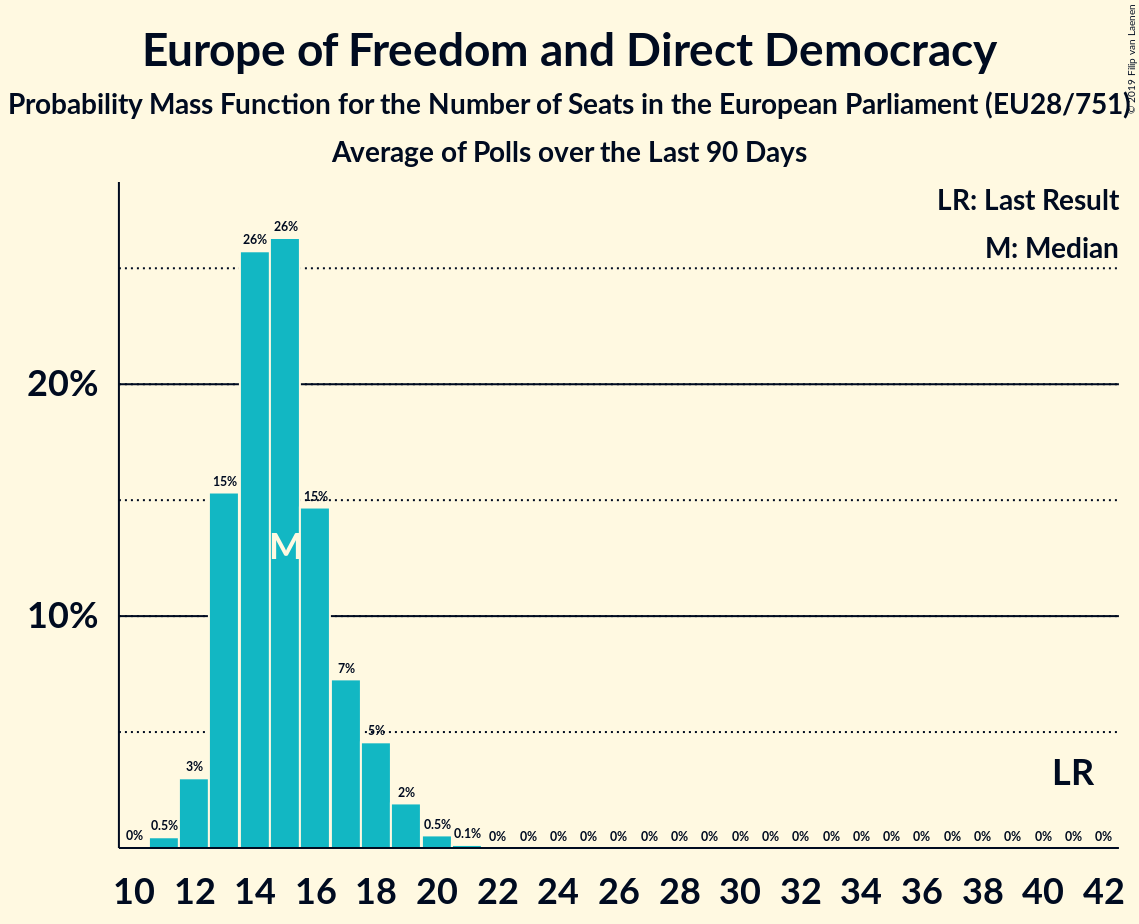 Europe of Freedom and Direct Democracy
Probability Mass Function for the Number of Seats in the European Parliament (EU28/751)
Average of Polls over the Last 90 Days
© 2019 Filip van Laenen
LR: Last Result
M: Median
20%
10%
0% 0.5% 3% 15% 26% 26% 15% 7% 5% 2% 0.5% 0.1% 0% 0% 0% 0% 0% 0% 0% 0% 0% 0% 0% 0% 0% 0% 0% 0% 0% 0% 0% 0% 0%
M
LR
10 12 14 16 18 20 22 24 26 28 30 32 34 36 38 40 42